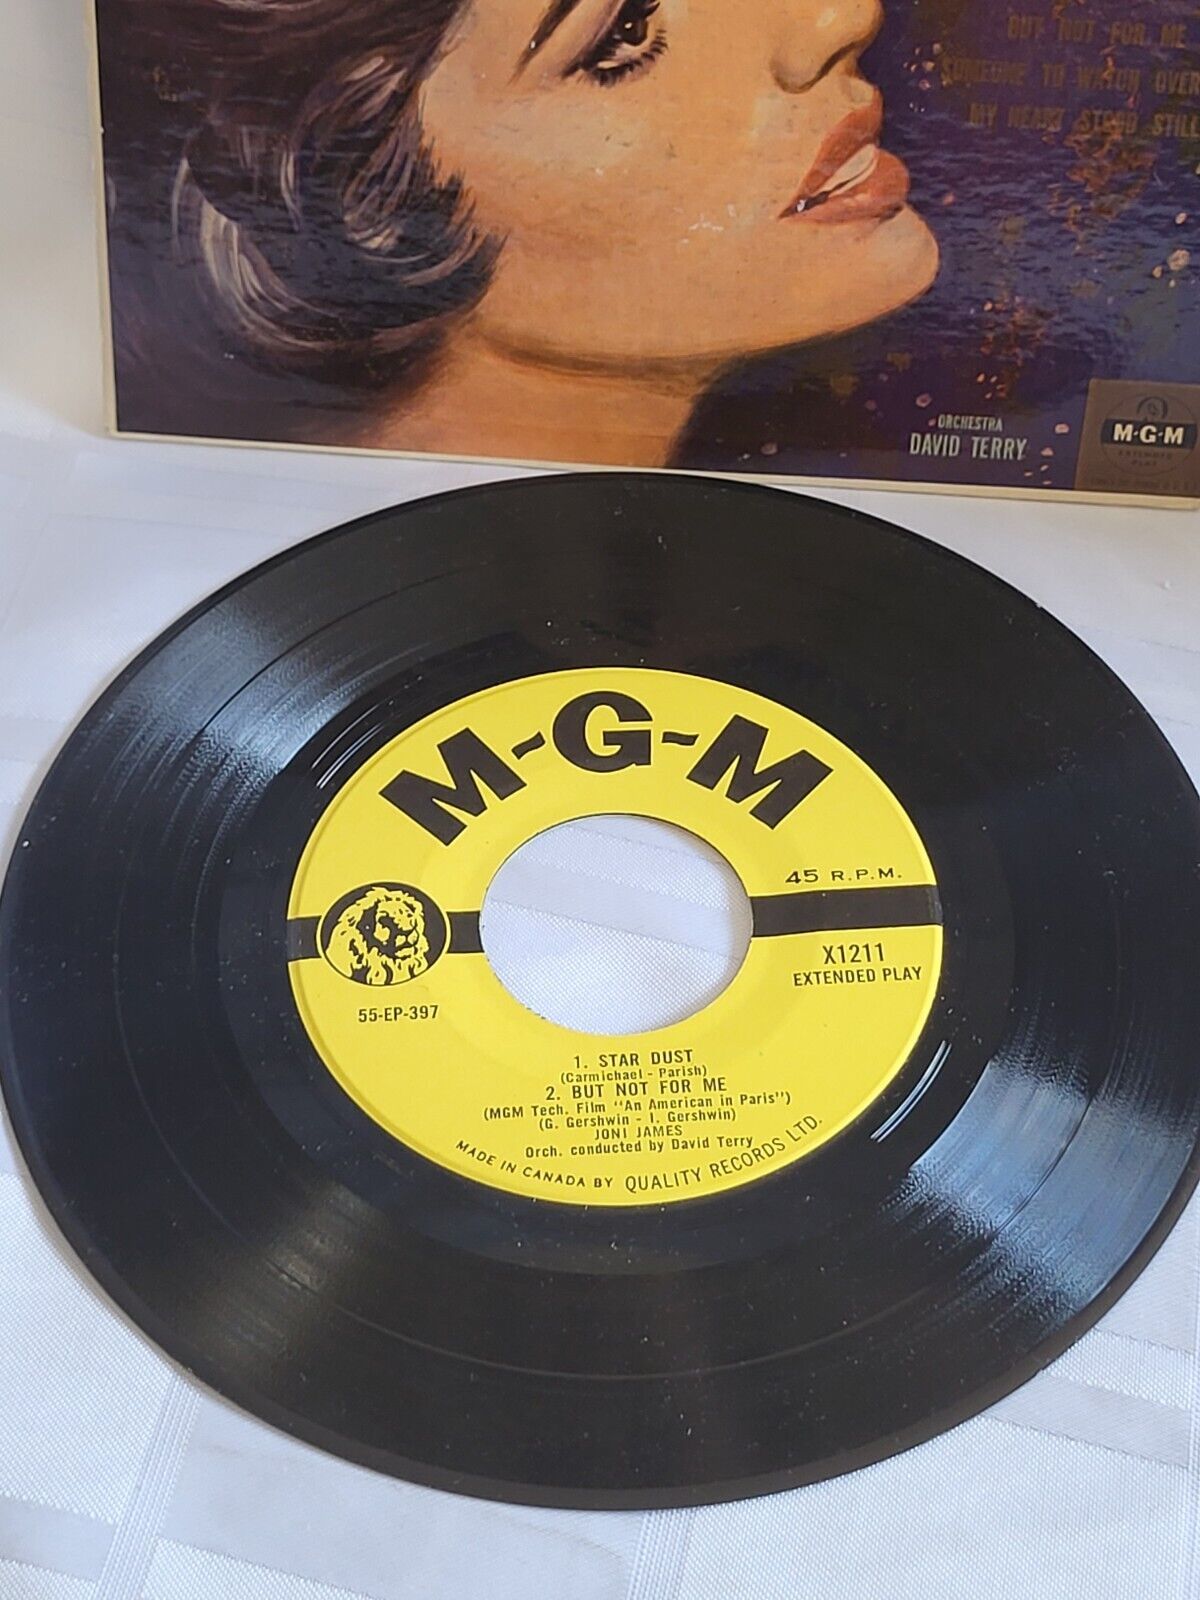 BUT NOT FOR ME
SOMEONE TO WATCH OVER
MY HEART STOOD STILL
ORCHESTRA
DAVID TERRY
M-G-M
EXTENDED
PLAY
M-G-M
45 R.P.M.
X1211
EXTENDED PLAY
55-EP-397
1. STAR DUST
(Carmichael - Parish)
2. BUT NOT FOR ME
(MGM Tech. Film "An American in Paris")
(G. Gershwin - I. Gershwin)
JONI JAMES
Orch. conducted by David Terry
MADE IN CANADA BY QUALITY RECORDS LTD.